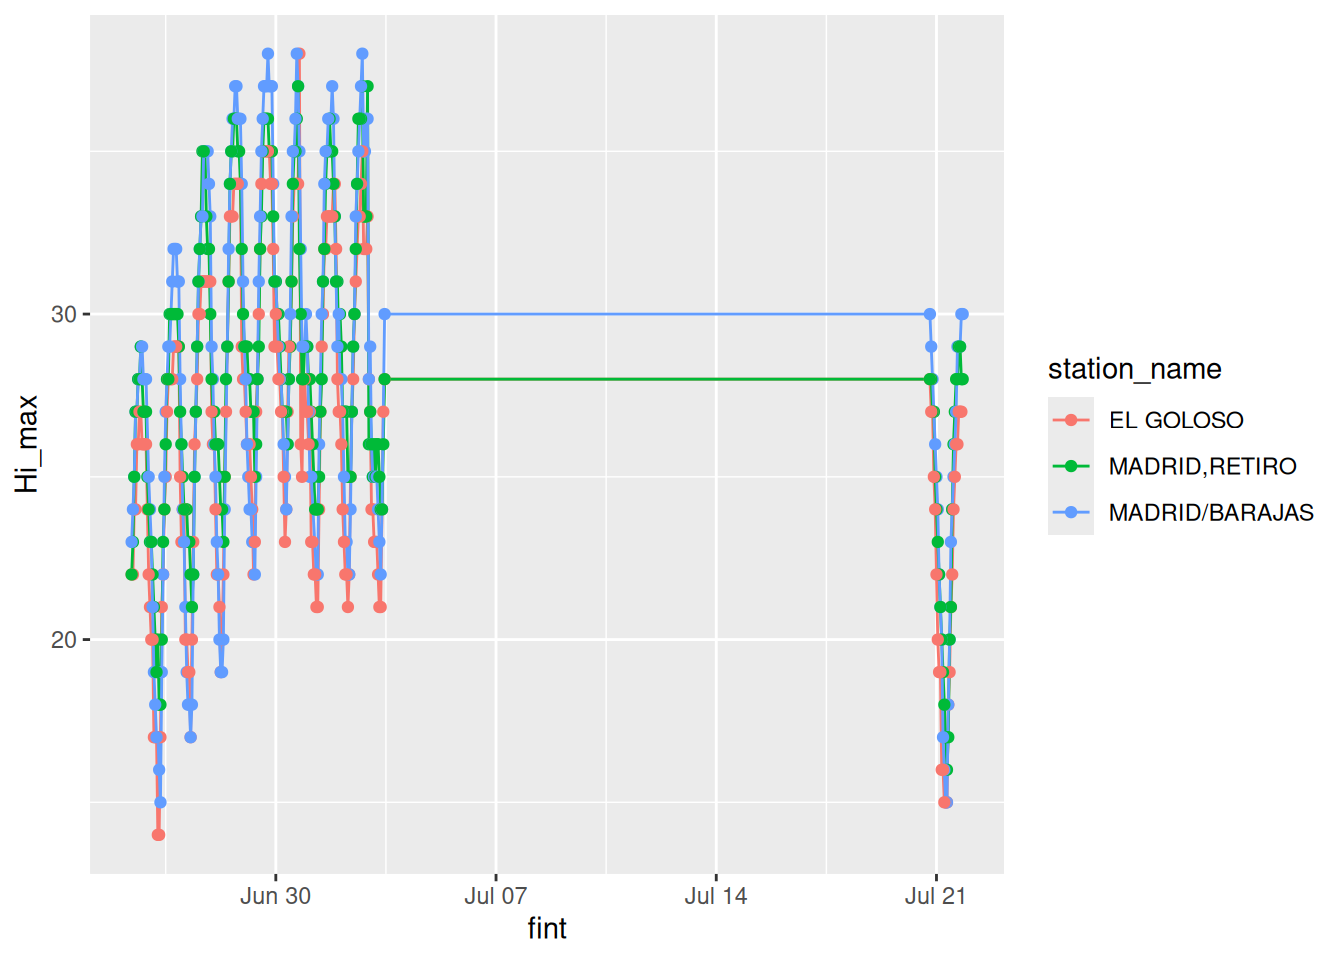 Hi_max
30
20
Jun 30
Jul 07
Jul 14
Jul 21
fint
station_name
EL GOLOSO
MADRID,RETIRO
MADRID/BARAJAS